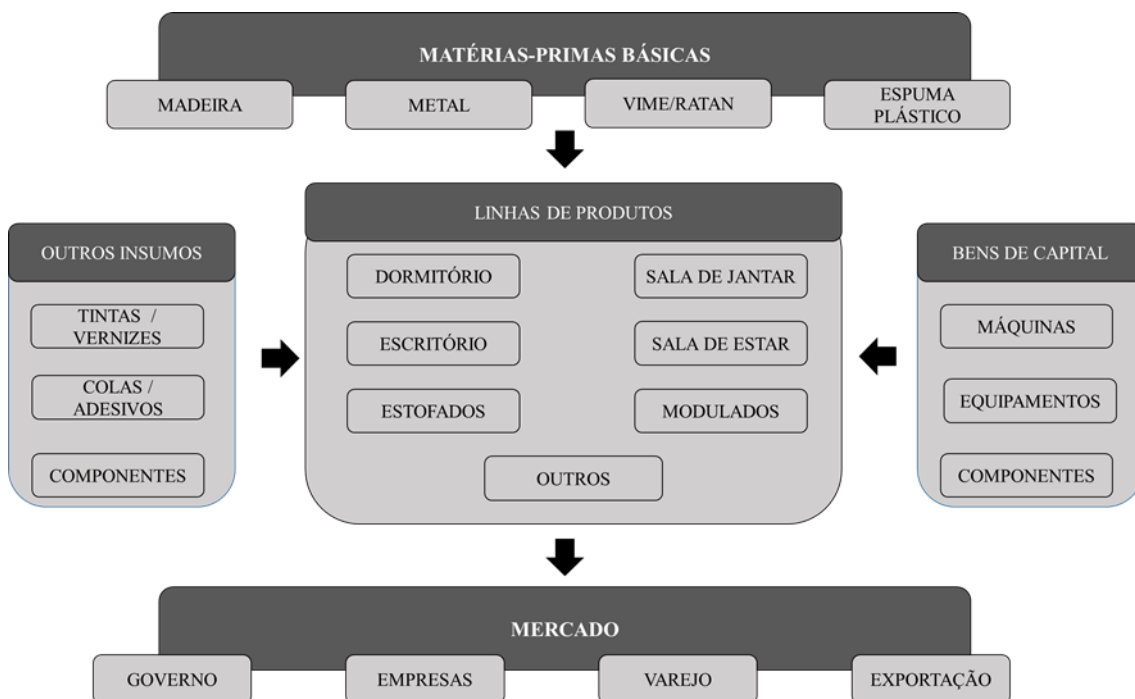 MATÉRIAS-PRIMAS BÁSICAS
MADEIRA
METAL
VIME/RATAN
ESPUMA
PLÁSTICO
OUTROS INSUMOS
TINTAS /
VERNIZES
COLAS /
ADESIVOS
COMPONENTES
LINHAS DE PRODUTOS
DORMITÓRIO
SALA DE JANTAR
ESCRITÓRIO
SALA DE ESTAR
ESTOFADOS
MODULADOS
OUTROS
BENS DE CAPITAL
MÁQUINAS
EQUIPAMENTOS
COMPONENTES
MERCADO
GOVERNO
EMPRESAS
VAREJO
EXPORTAÇÃO